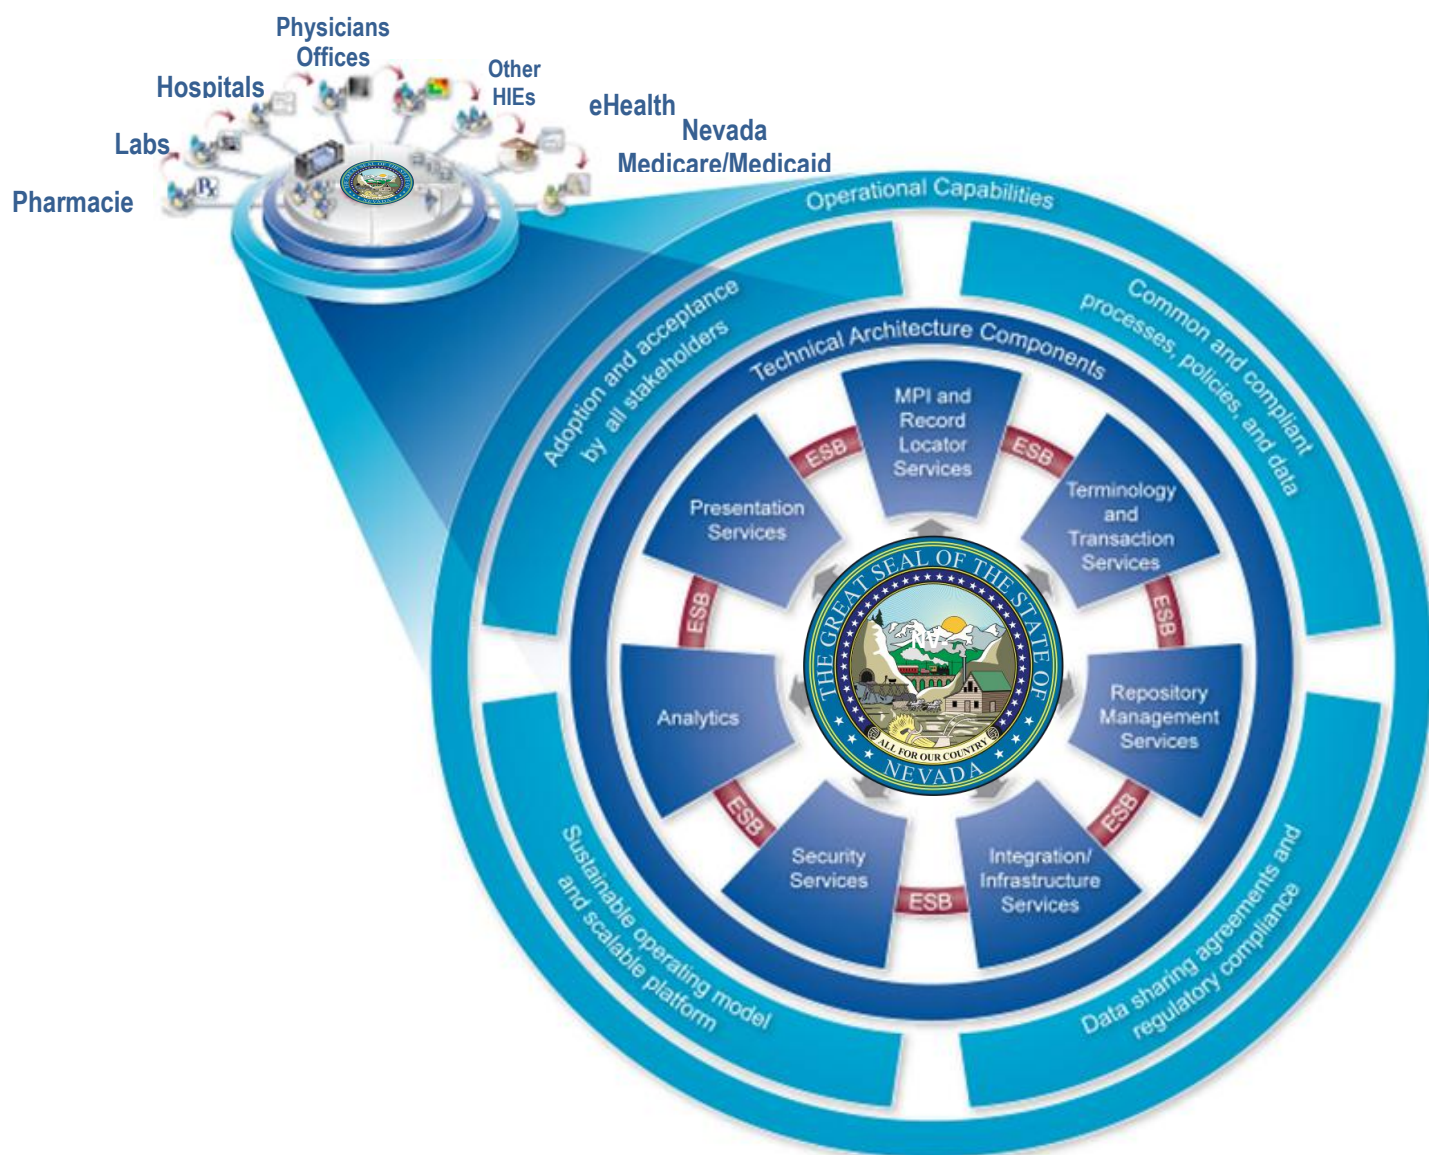 Physicians
Offices
Other
HIEs
Hospitals
eHealth
Nevada
Medicare/Medicaid
Labs
Pharmacie
Rx
Operational Capabilities
Adoption and acceptance
by all stakeholders
Common and compliant
processes, policies, and data
Technical Architecture Components
MPI and
Record
Locator
Services
ESB
ESB
Presentation
Services
Terminology
and
Transaction
Services
ESB
ESB
THE GREAT SEAL OF THE STATE OF
NEVADA
ALL FOR OUR COUNTRY
NV
Analytics
Repository
Management
Services
ESB
ESB
Security
Services
ESB
Integration/
Infrastructure
Services
Sustainable operating model
and scalable platform
Data sharing agreements and
regulatory compliance